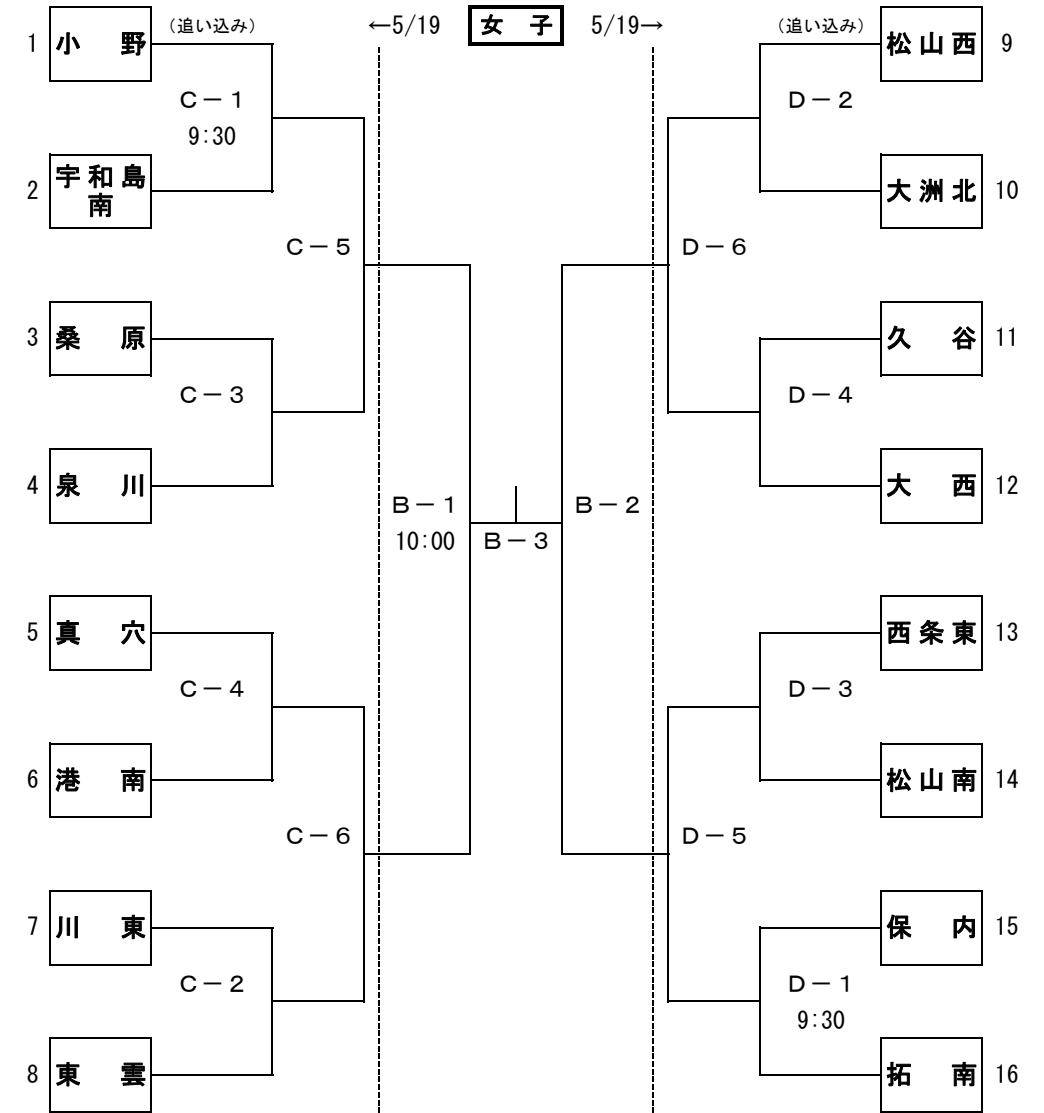 ←5/19 女 子 5/19→
1 小 野 （追い込み）
C－1
9:30
2 宇和島
南
C－5
3 桑 原
C－3
4 泉 川
B－1
10:00
5 真 穴
C－4
6 港 南
C－6
7 川 東
C－2
8 東 雲
B－3
（追い込み） 松山西 9
D－2
大洲北 10
D－6
久 谷 11
D－4
大 西 12
B－2
西条東 13
D－3
松山南 14
D－5
保 内 15
D－1
9:30
拓 南 16